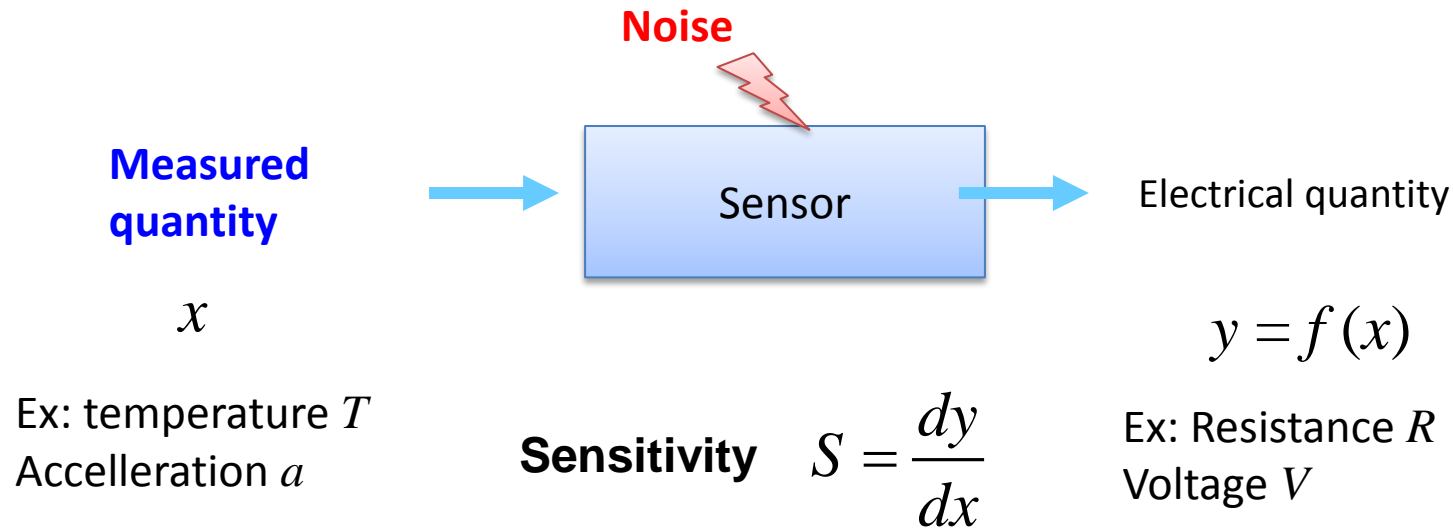 Noise
Measured
quantity
Sensor
Electrical quantity
x
y = f(x)
Ex: temperature T
Accelleration a
Sensitivity S = dy/dx
Ex: Resistance R
Voltage V